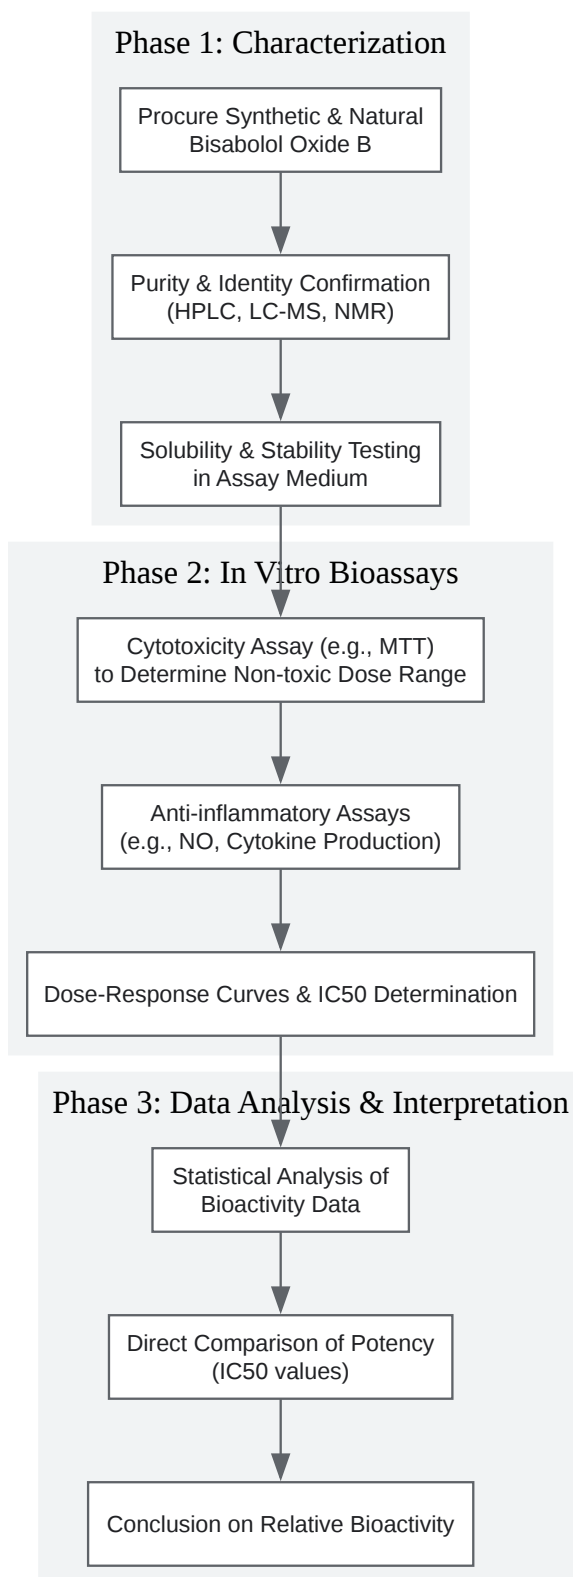 Phase 1: Characterization
Procure Synthetic & Natural
Bisabolol Oxide B
Purity & Identity Confirmation
(HPLC, LC-MS, NMR)
Solubility & Stability Testing
in Assay Medium
Phase 2: In Vitro Bioassays
Cytotoxicity Assay (e.g., MTT)
to Determine Non-toxic Dose Range
Anti-inflammatory Assays
(e.g., NO, Cytokine Production)
Dose-Response Curves & IC50 Determination
Phase 3: Data Analysis & Interpretation
Statistical Analysis of
Bioactivity Data
Direct Comparison of Potency
(IC50 values)
Conclusion on Relative Bioactivity